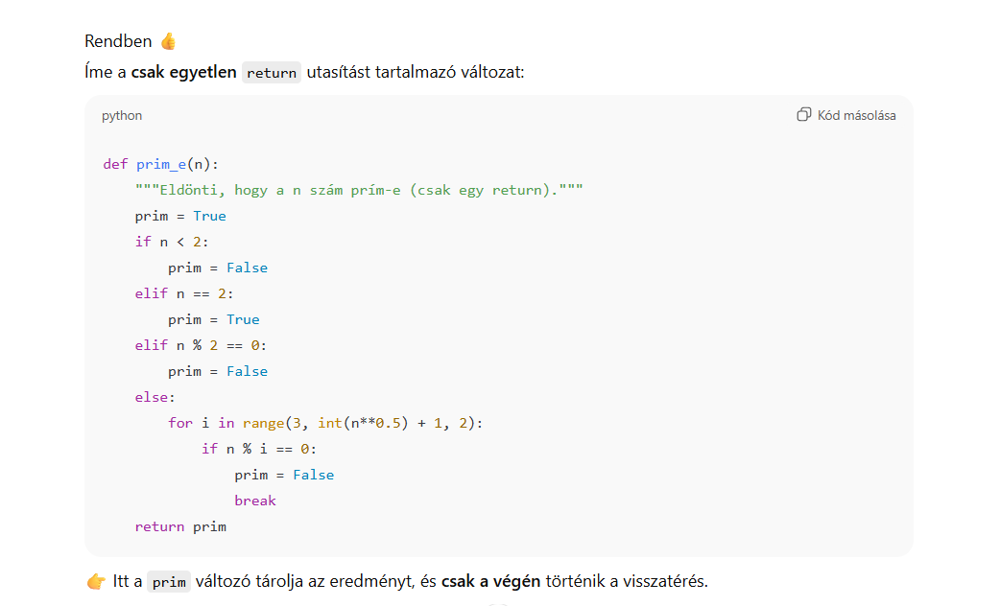 Rendben 👍
Íme a csak egyetlen return utasítást tartalmazó változat:
python
Kód másolása
def prim_e(n):
    """Eldönti, hogy a n szám prím-e (csak egy return)."""
    prim = True
    if n < 2:
        prim = False
    elif n == 2:
        prim = True
    elif n % 2 == 0:
        prim = False
    else:
        for i in range(3, int(n**0.5) + 1, 2):
            if n % i == 0:
                prim = False
                break
    return prim
👉 Itt a prim változó tárolja az eredményt, és csak a végén történik a visszatérés.